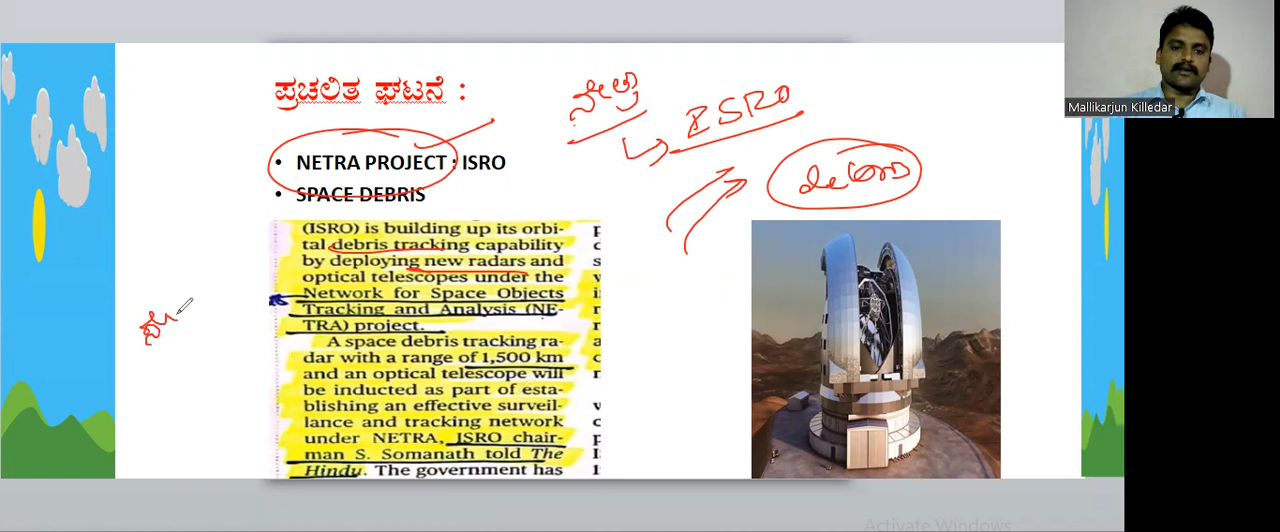 ಪ್ರಚಲಿತ ಘಟನೆ :
ನೇತ್ರ
ISRO
• NETRA PROJECT : ISRO
• SPACE DEBRIS
debris
(ISRO) is building up its orbi-
tal debris tracking capability
by deploying new radars and
optical telescopes under the
Network for Space Objects
Tracking and Analysis (NE-
TRA) project.
A space debris tracking ra-
dar with a range of 1,500 km
and an optical telescope will
be inducted as part of esta-
blishing an effective surveil-
lance and tracking network
under NETRA, ISRO chair-
man S. Somanath told The
Hindu. The government has
Mallikarjun Killedar
Activate Windows